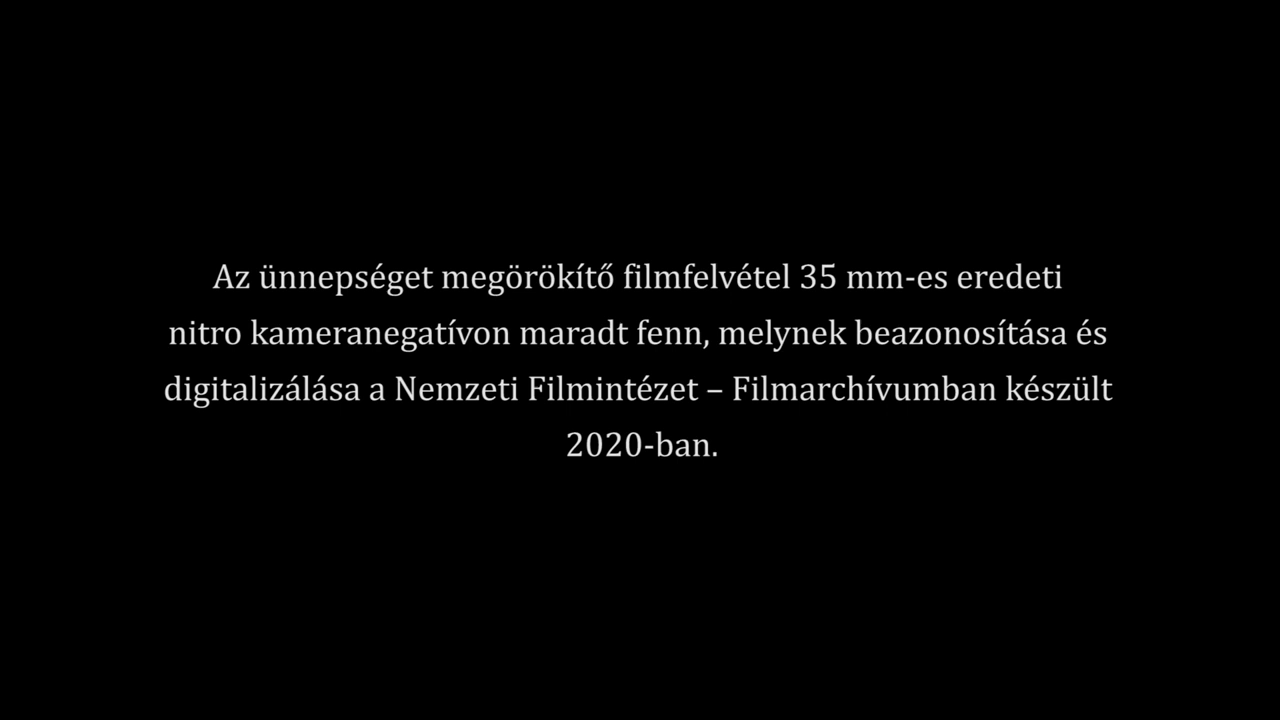 Az ünnepséget megörökítő filmfelvétel 35 mm-es eredeti
nitro kameranegatívon maradt fenn, melynek beazonosítása és
digitalizálása a Nemzeti Filmintézet – Filmarchívumban készült
2020-ban.